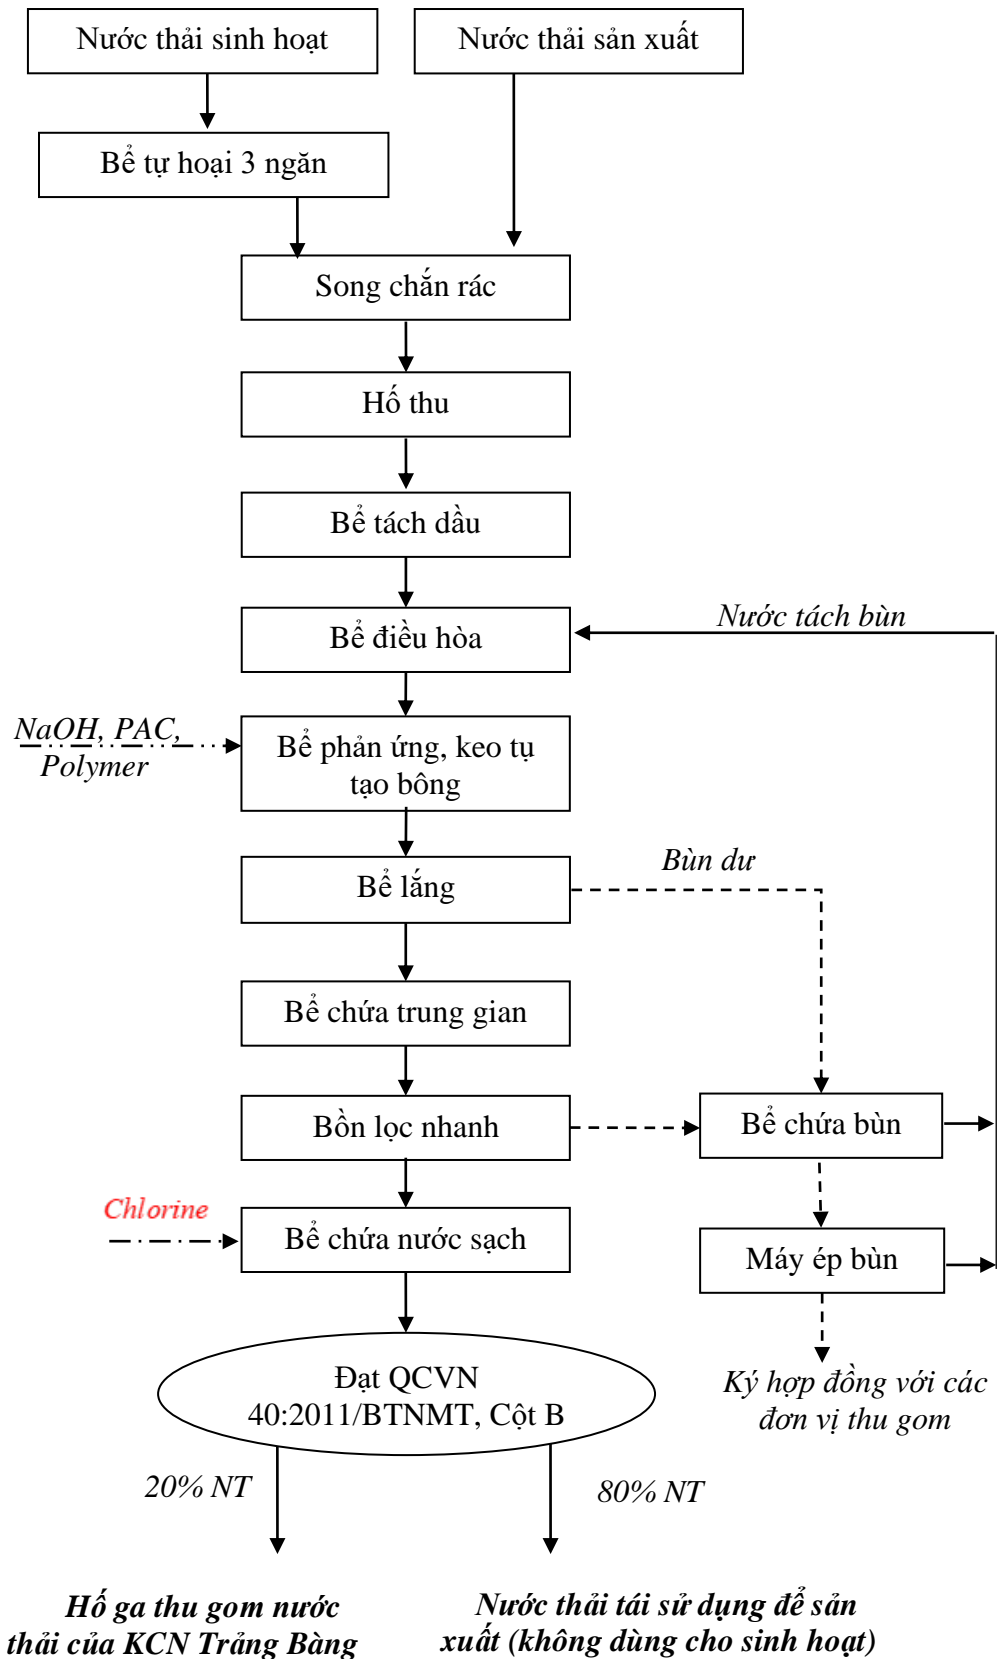 Nước thải sinh hoạt
Nước thải sản xuất
Bể tự hoại 3 ngăn
Song chắn rác
Hố thu
Bể tách dầu
Nước tách bùn
Bể điều hòa
NaOH, PAC,
Polymer
Bể phản ứng, keo tụ
tạo bông
Bùn dư
Bể lắng
Bể chứa trung gian
Bồn lọc nhanh
Bể chứa bùn
Chlorine
Bể chứa nước sạch
Máy ép bùn
Đạt QCVN
40:2011/BTNMT, Cột B
Ký hợp đồng với các
đơn vị thu gom
20% NT
80% NT
Hố ga thu gom nước
thải của KCN Trảng Bàng
Nước thải tái sử dụng để sản
xuất (không dùng cho sinh hoạt)